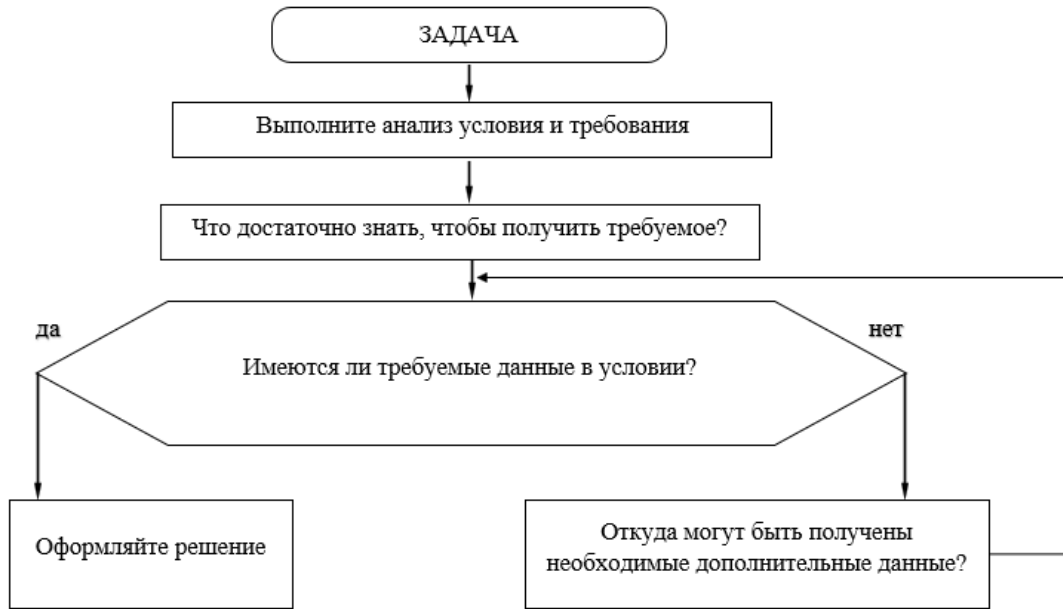 ЗАДАЧА
Выполните анализ условия и требования
Что достаточно знать, чтобы получить требуемое?
да
нет
Имеются ли требуемые данные в условии?
Оформляйте решение
Откуда могут быть получены
необходимые дополнительные данные?